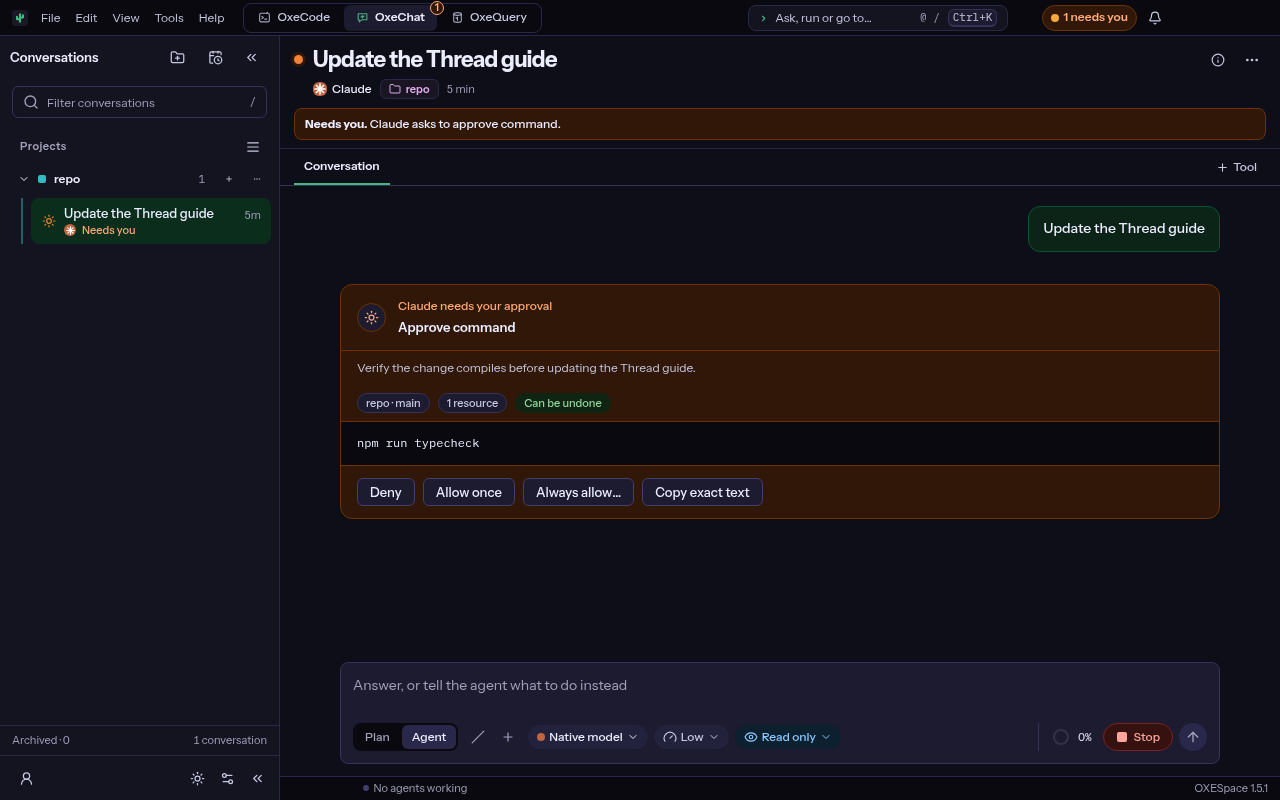 File Edit View Tools Help OxeCode OxeChat 1 OxeQuery Ask, run or go to... @ / Ctrl+K 1 needs you
Conversations
Filter conversations /
Projects
repo 1 + ...
Update the Thread guide 5m
Needs you
Archived · 0 1 conversation
Update the Thread guide
Claude repo 5 min
Needs you. Claude asks to approve command.
Conversation + Tool
Update the Thread guide
Claude needs your approval
Approve command
Verify the change compiles before updating the Thread guide.
repo · main 1 resource Can be undone
npm run typecheck
Deny Allow once Always allow... Copy exact text
Answer, or tell the agent what to do instead
Plan Agent / + Native model Low Read only 0% Stop
No agents working OXESpace 1.5.1